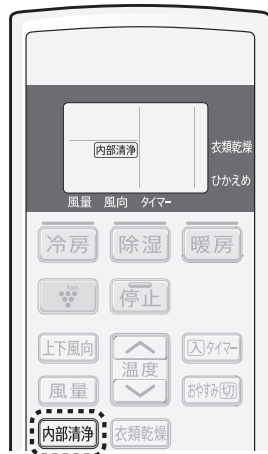 内部清浄
衣類乾燥
ひかえめ
風量 風向 タイマー
冷房 除湿 暖房
Ion 停止
上下風向 温度 入タイマー
風量 おやすみ切
内部清浄 衣類乾燥